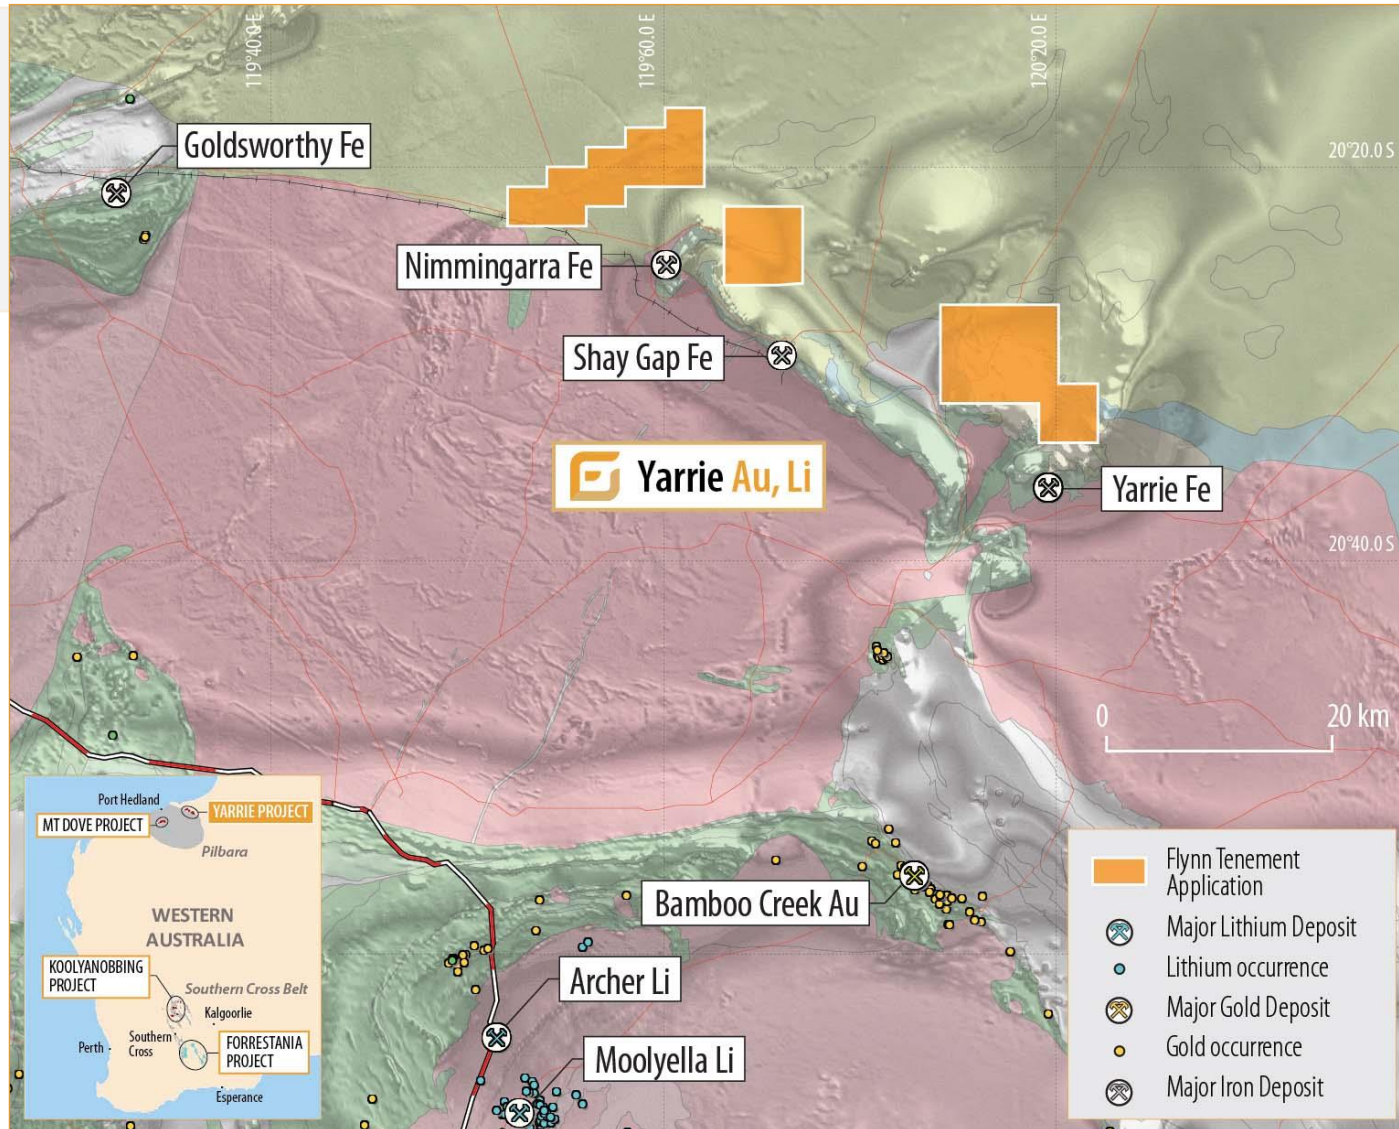 119°40.0 E
119°60.0 E
120°20.0 E
20°20.0 S
Goldsworthy Fe
Nimmingarra Fe
Shay Gap Fe
Yarrie Au, Li
Yarrie Fe
20°40.0 S
0 20 km
Bamboo Creek Au
Archer Li
Moolyella Li
Port Hedland
YARRIE PROJECT
MT DOVE PROJECT
Pilbara
WESTERN
AUSTRALIA
KOOLYANOBBING
PROJECT
Southern Cross Belt
Kalgoorlie
Perth
Southern
Cross
FORRESTANIA
PROJECT
Esperance
Flynn Tenement
Application
Major Lithium Deposit
Lithium occurrence
Major Gold Deposit
Gold occurrence
Major Iron Deposit